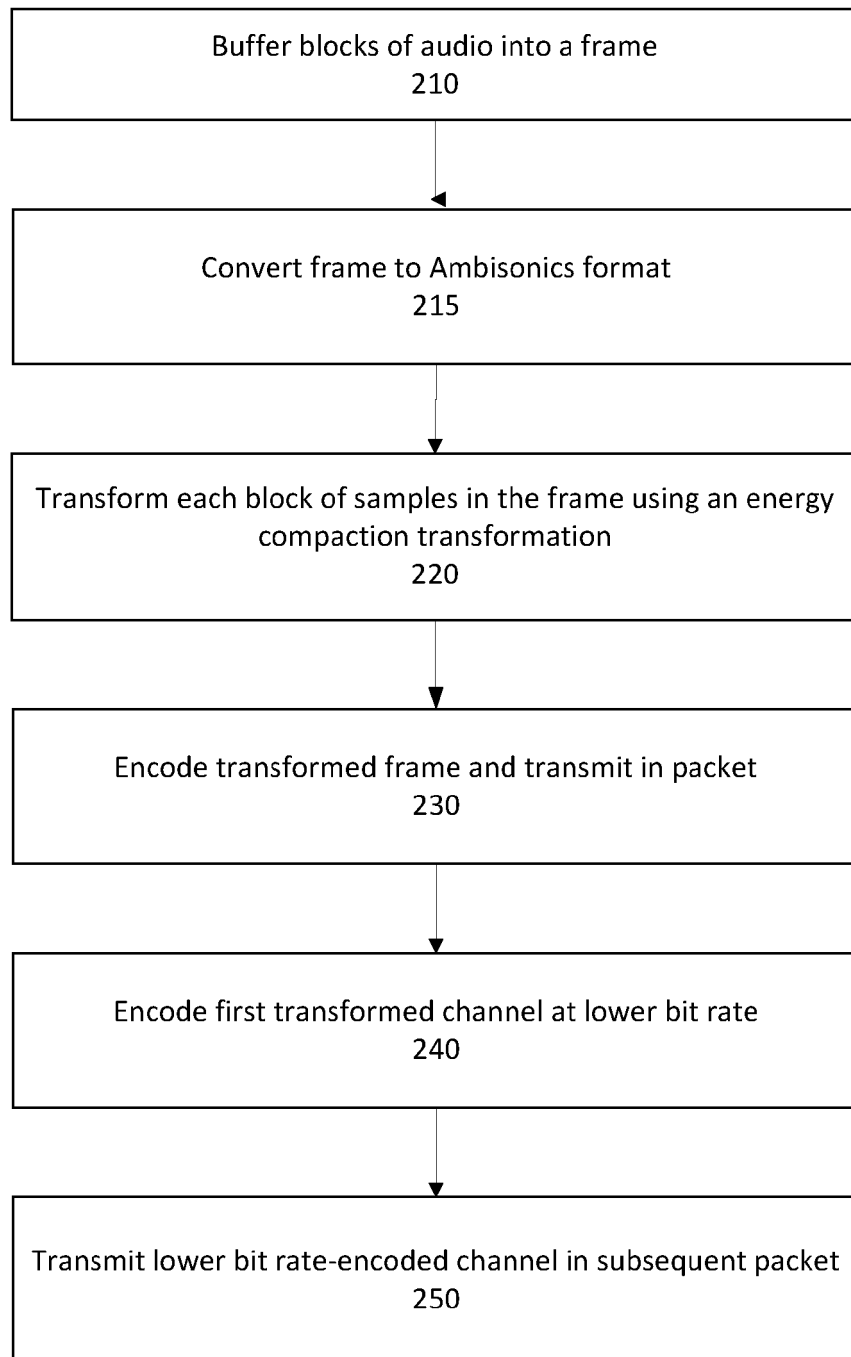 Buffer blocks of audio into a frame
210
Convert frame to Ambisonics format
215
Transform each block of samples in the frame using an energy
compaction transformation
220
Encode transformed frame and transmit in packet
230
Encode first transformed channel at lower bit rate
240
Transmit lower bit rate-encoded channel in subsequent packet
250